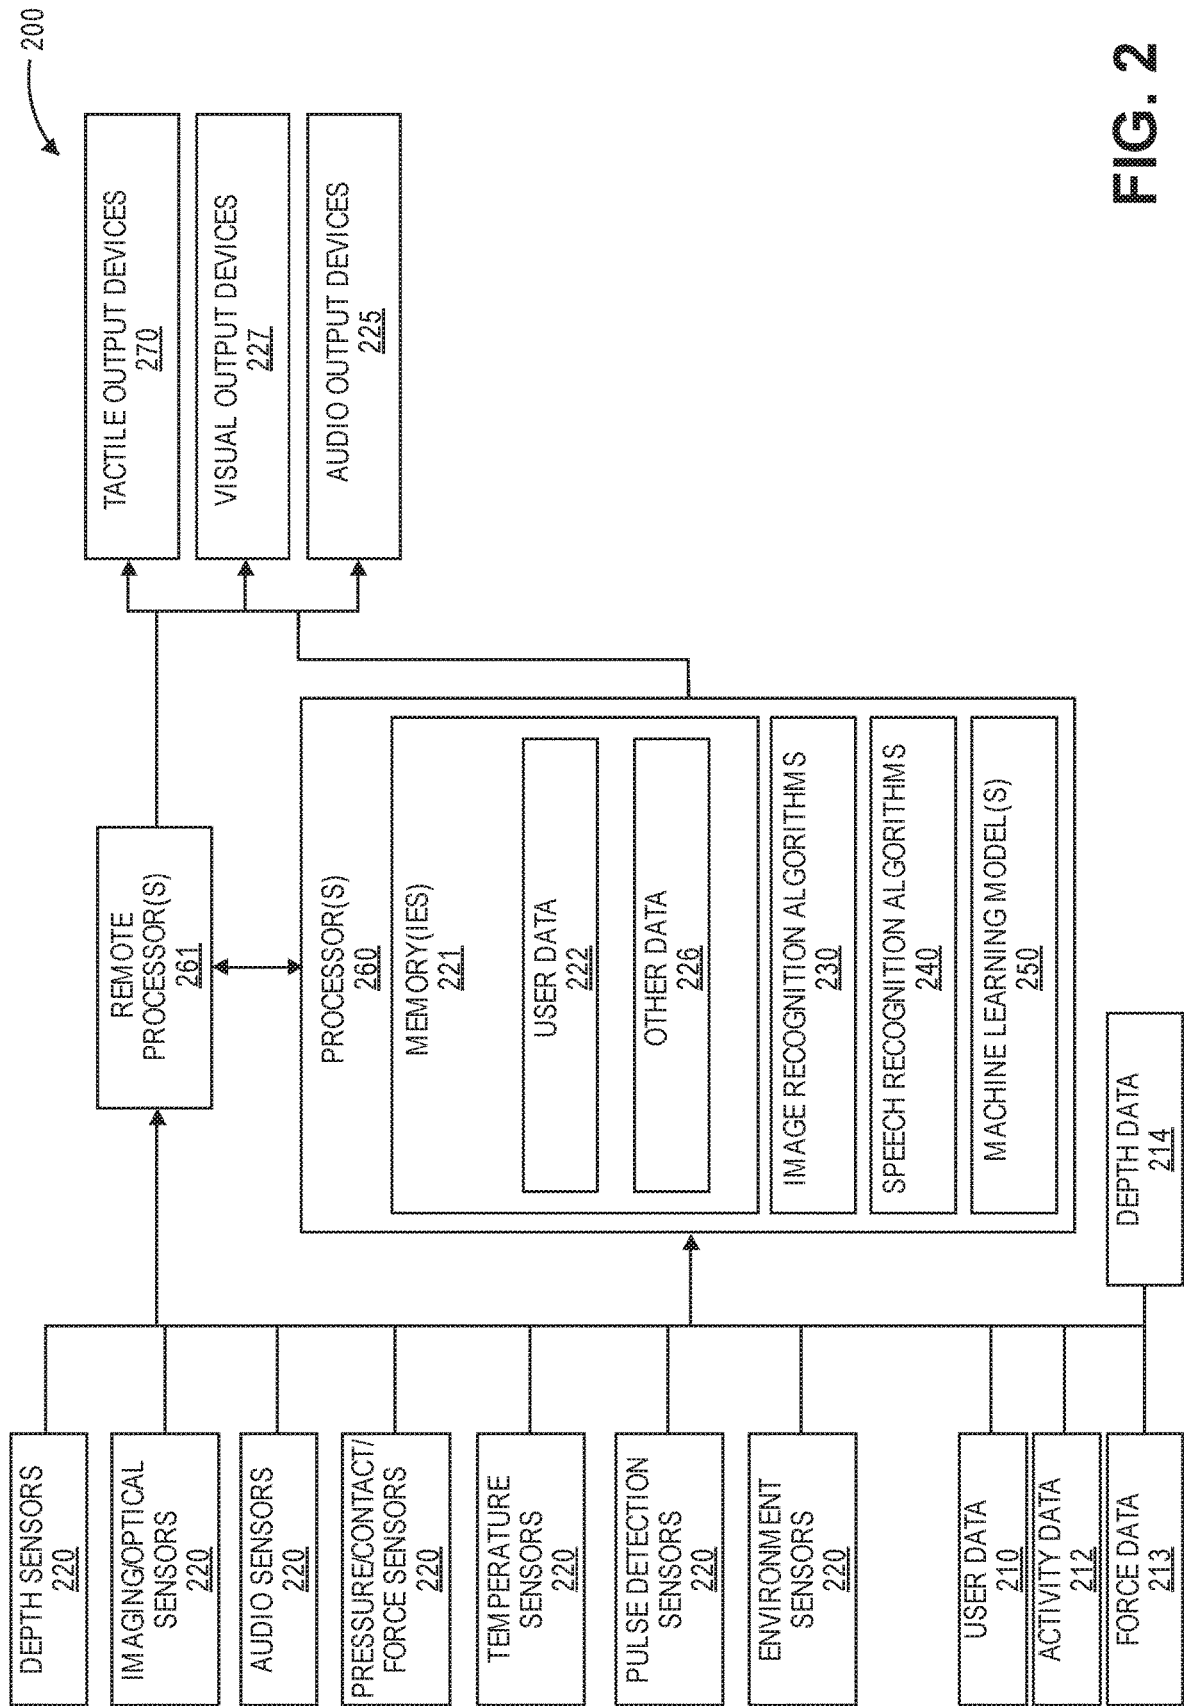 200
DEPTH SENSORS
220
IMAGING/OPTICAL
SENSORS
220
AUDIO SENSORS
220
PRESSURE/CONTACT/
FORCE SENSORS
220
TEMPERATURE
SENSORS
220
PULSE DETECTION
SENSORS
220
ENVIRONMENT
SENSORS
220
USER DATA
210
ACTIVITY DATA
212
FORCE DATA
213
DEPTH DATA
214
REMOTE
PROCESSOR(S)
261
PROCESSOR(S)
260
MEMORY(IES)
221
USER DATA
222
OTHER DATA
226
IMAGE RECOGNITION ALGORITHMS
230
SPEECH RECOGNITION ALGORITHMS
240
MACHINE LEARNING MODEL(S)
250
TACTILE OUTPUT DEVICES
270
VISUAL OUTPUT DEVICES
227
AUDIO OUTPUT DEVICES
225
FIG. 2